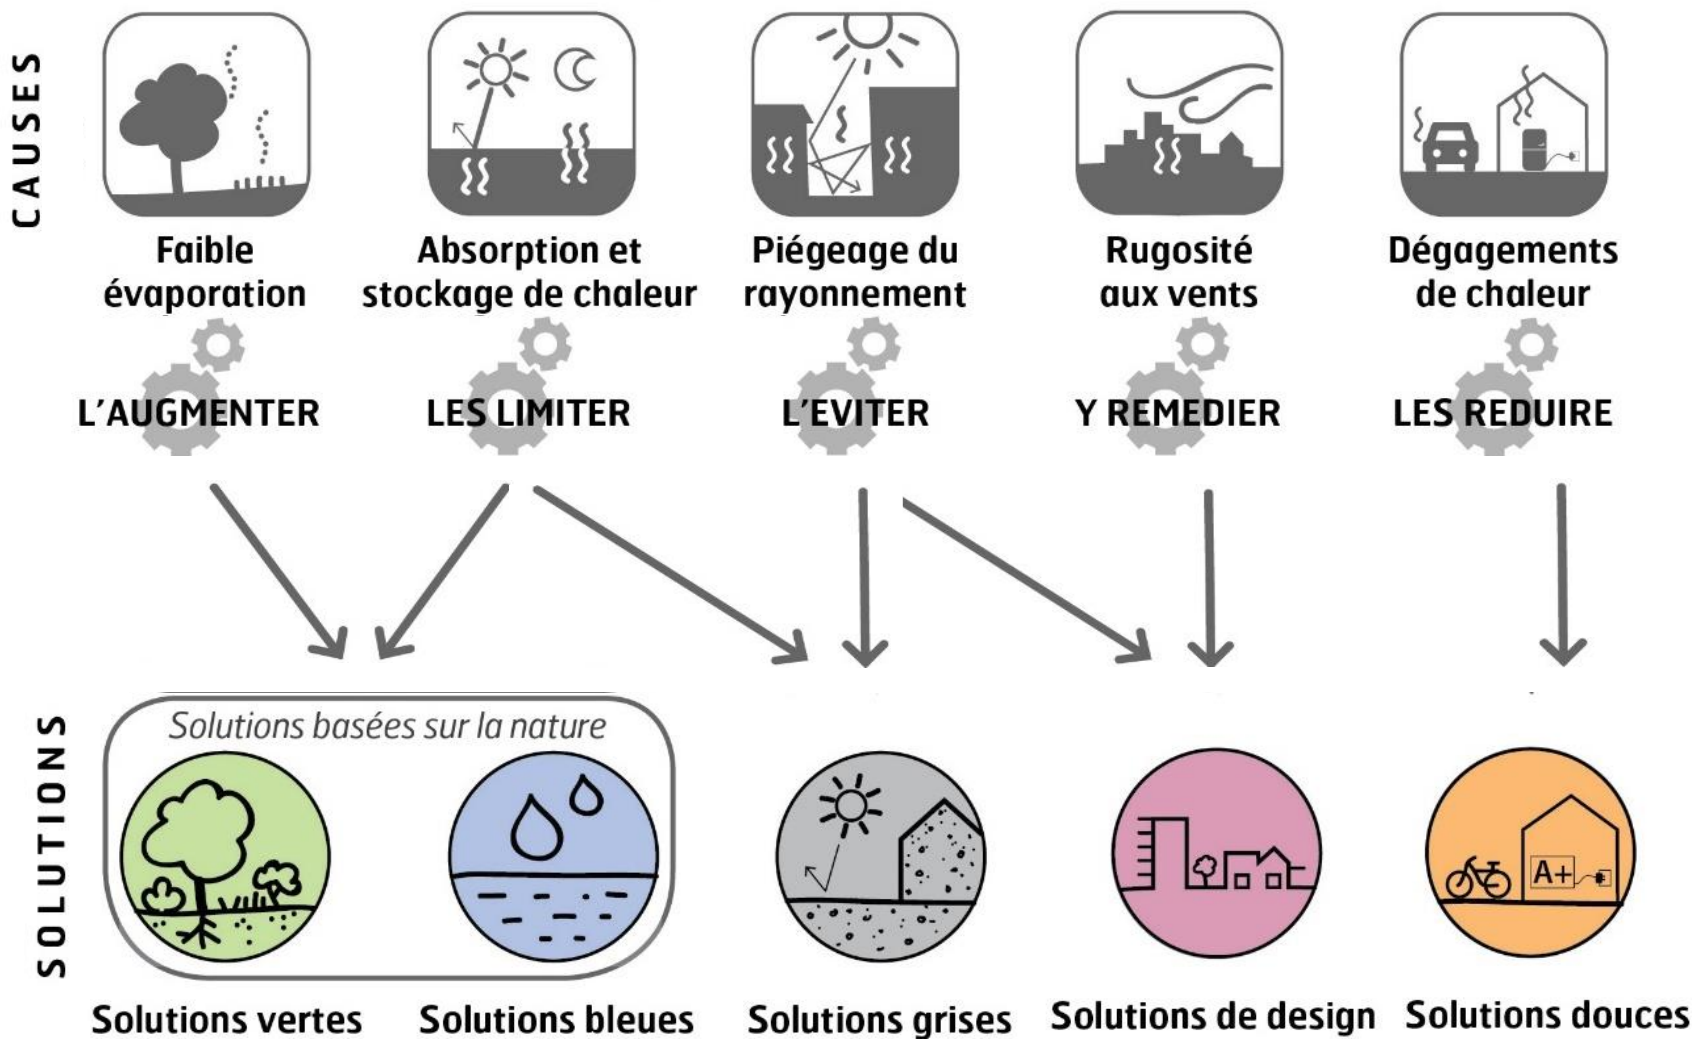 CAUSES
Faible
évaporation
Absorption et
stockage de chaleur
Piégeage du
rayonnement
Rugosité
aux vents
Dégagements
de chaleur
L'AUGMENTER
LES LIMITER
L'EVITER
Y REMEDIER
LES REDUIRE
SOLUTIONS
Solutions basées sur la nature
A+
Solutions vertes
Solutions bleues
Solutions grises
Solutions de design
Solutions douces